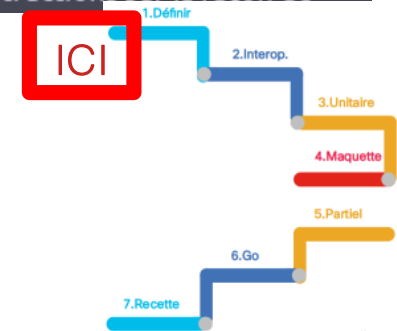 1.Définir
ICI
2.Interop.
3.Unitaire
4.Maquette
5.Partiel
6.Go
7.Recette